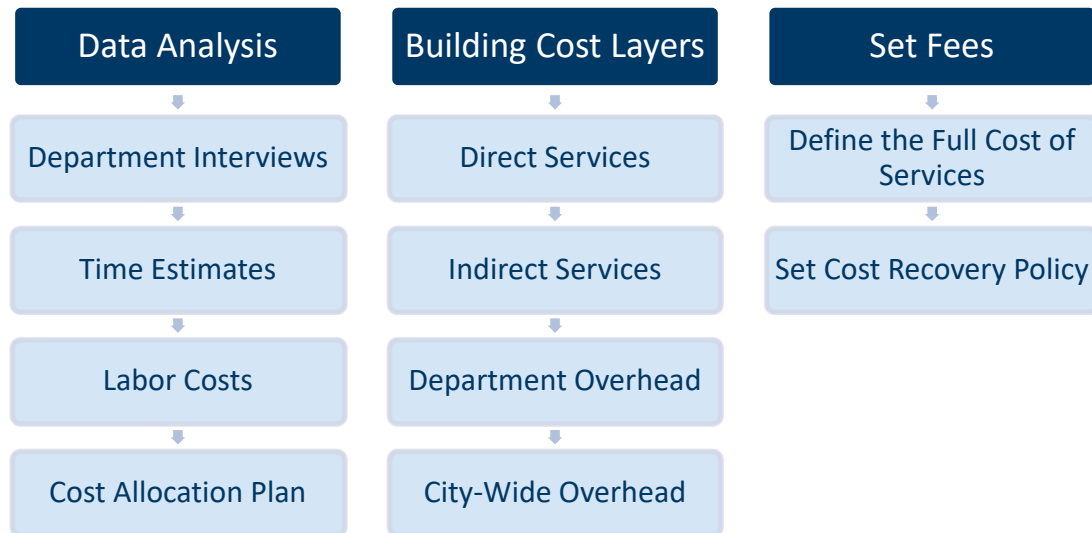 Data Analysis
Department Interviews
Time Estimates
Labor Costs
Cost Allocation Plan
Building Cost Layers
Direct Services
Indirect Services
Department Overhead
City-Wide Overhead
Set Fees
Define the Full Cost of
Services
Set Cost Recovery Policy